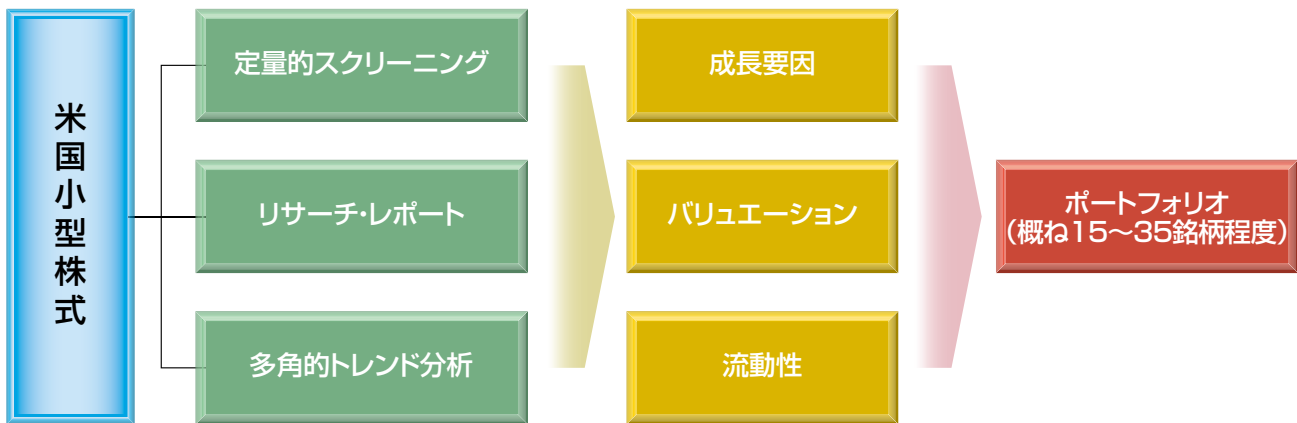 米国小型株式
定量的スクリーニング
リサーチ・レポート
多角的トレンド分析
成長要因
バリュエーション
流動性
ポートフォリオ
(概ね15～35銘柄程度)